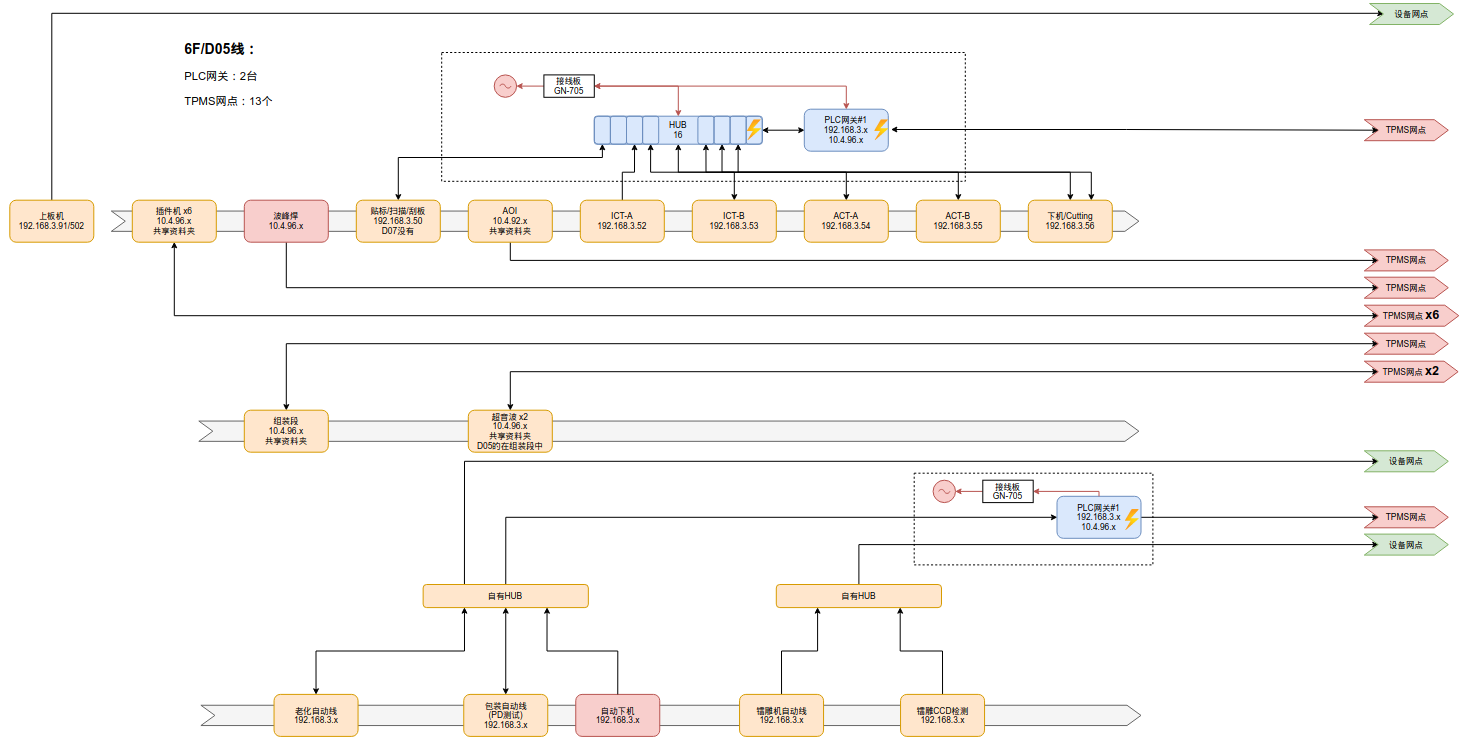 设备网点
6F/D05线：
PLC网关：2台
TPMS网点：13个
接线板
GN-705
HUB
16
PLC网关#1
192.168.3.x
10.4.96.x
TPMS网点
上板机
192.168.3.91/502
插件机 x6
10.4.96.x
共享资料夹
波峰焊
10.4.96.x
贴标/扫描/刮板
192.168.3.50
D07没有
AOI
10.4.92.x
共享资料夹
ICT-A
192.168.3.52
ICT-B
192.168.3.53
ACT-A
192.168.3.54
ACT-B
192.168.3.55
下机/Cutting
192.168.3.56
TPMS网点
TPMS网点
TPMS网点 x6
TPMS网点
TPMS网点 x2
组装段
10.4.96.x
共享资料夹
超音波 x2
10.4.96.x
共享资料夹
D05的在组装段中
设备网点
接线板
GN-705
PLC网关#1
192.168.3.x
10.4.96.x
TPMS网点
设备网点
自有HUB
自有HUB
老化自动线
192.168.3.x
包装自动线
(PD测试)
192.168.3.x
自动下机
192.168.3.x
镭雕机自动线
192.168.3.x
镭雕CCD检测
192.168.3.x